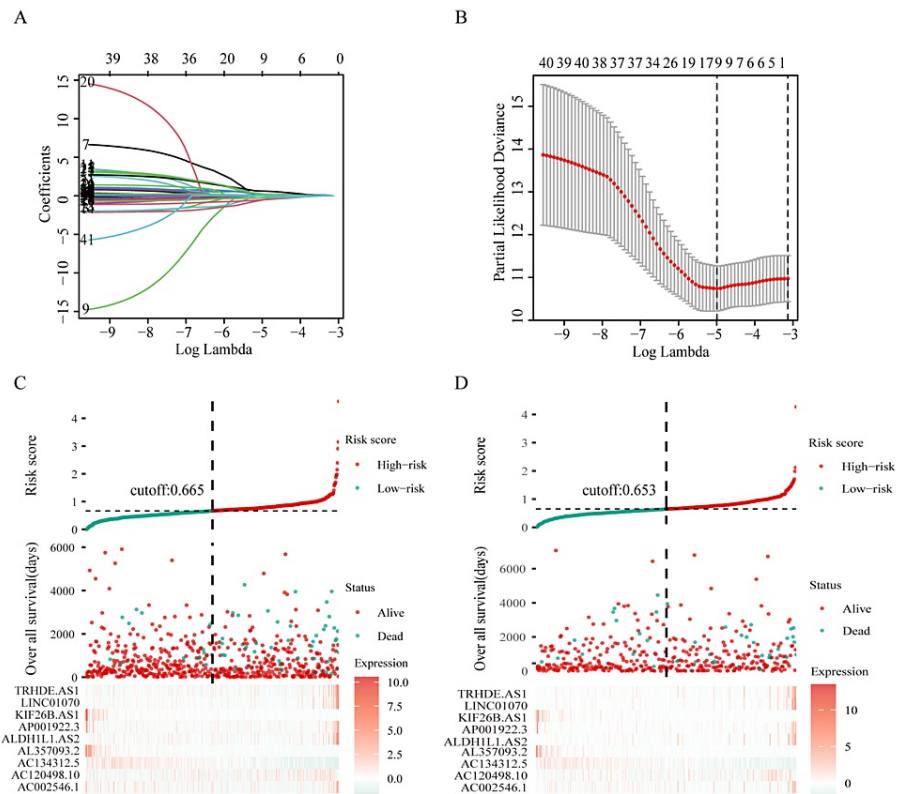 A
39 38 36 20 9 6 0
15
10
5
0
−5
−10
−15
20
7
41
9
Coefficients
−9 −8 −7 −6 −5 −4 −3
Log Lambda
B
40 39 40 38 37 37 34 26 19 179 9 7 6 6 5 1
15
14
13
12
11
10
Partial Likelihood Deviance
−9 −8 −7 −6 −5 −4 −3
Log Lambda
C
Risk score
4
3
2
1
0
cutoff:0.665
Risk score
High−risk
Low−risk
Over all survival(days)
6000
4000
2000
0
Status
Alive
Dead
Expression
10.0
7.5
5.0
2.5
0.0
TRHDE.AS1
LINC01070
KIF26B.AS1
AP001922.3
ALDH1L1.AS2
AL357093.2
AC134312.5
AC120498.10
AC002546.1
D
Risk score
4
3
2
1
0
cutoff:0.653
Risk score
High−risk
Low−risk
Over all survival(days)
6000
4000
2000
0
Status
Alive
Dead
Expression
10
5
0
TRHDE.AS1
LINC01070
KIF26B.AS1
AP001922.3
ALDH1L1.AS2
AL357093.2
AC134312.5
AC120498.10
AC002546.1